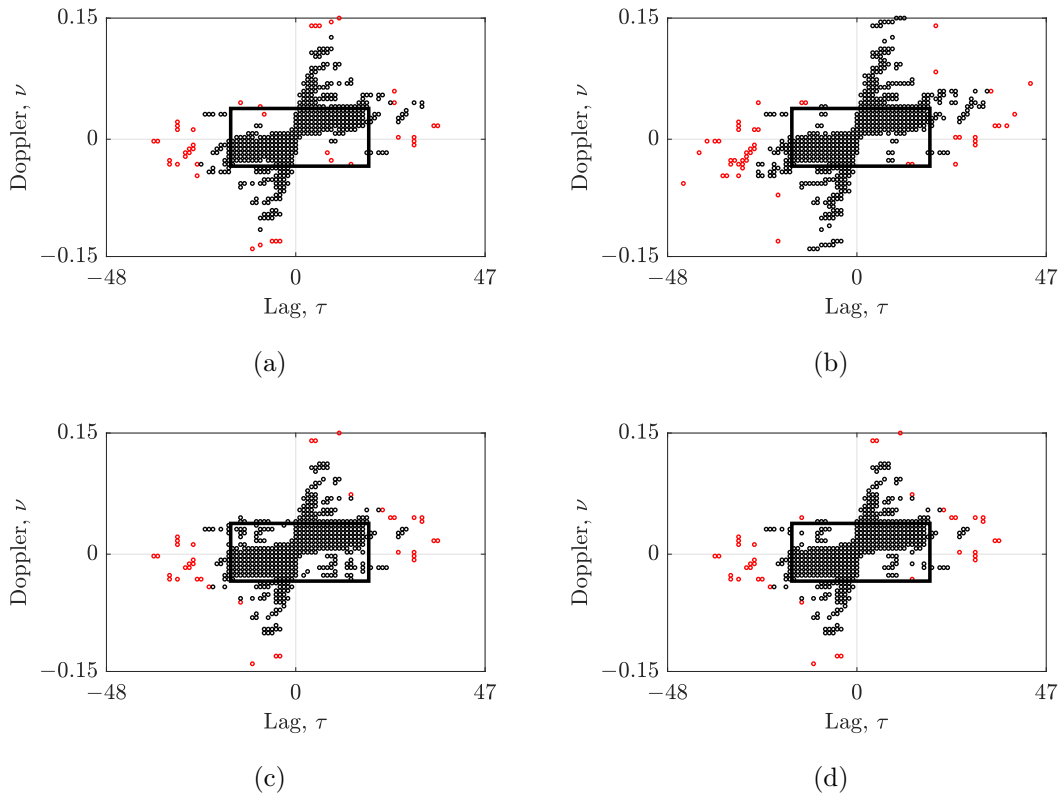 0.15
0
−0.15
−48
0
47
Doppler, ν
Lag, τ
(a)
0.15
0
−0.15
−48
0
47
Doppler, ν
Lag, τ
(b)
0.15
0
−0.15
−48
0
47
Doppler, ν
Lag, τ
(c)
0.15
0
−0.15
−48
0
47
Doppler, ν
Lag, τ
(d)